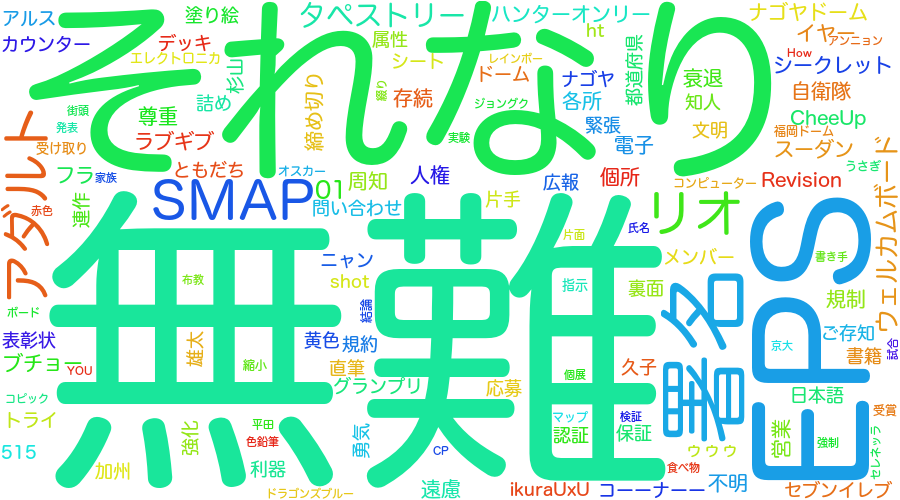 アルス
塗り絵
タペストリー
ハンターオンリー
ナゴヤドーム
カウンター
デッキ
属性
ht
イヤー
アンニョン
エレクトロニカ
杉山
それなり
シート
レインボー
都道府県
How
シークレット
街頭
詰め
締め切り
綴り
存続
ドーム
ナゴヤ
衰退
自衛隊
発表
尊重
ジョングク
各所
知人
CheeUp
受け取り
ラブギブ
実験
緊張
電子
文明
福岡ドーム
スーダン
アダルト
フラ
家族
ともだち
オスカー
周知
人権
広報
個所
コンピューター
Revision
うさぎ
ウェルカムボード
赤色
連作
SMAP
01
問い合わせ
片手
リオ
氏名
EPS
無難
ニャン
片面
メンバー
書き手
布教
shot
指示
裏面
署名
規制
ボード
結論
表彰状
雄太
黄色
規約
ご存知
試合
ブチョー
YOU
縮小
直筆
久子
京大
書籍
コピック
グランプリ
応募
個展
日本語
トライ
強化
平田
色鉛筆
勇気
マップ
検証
認証
保証
営業
強制
受賞
セレネッラ
515
加州
利器
CP
ゥゥゥ
食べ物
ドラゴンズブルー
遠慮
ikuraUxU
コーーナーー
不明
セブンイレブ